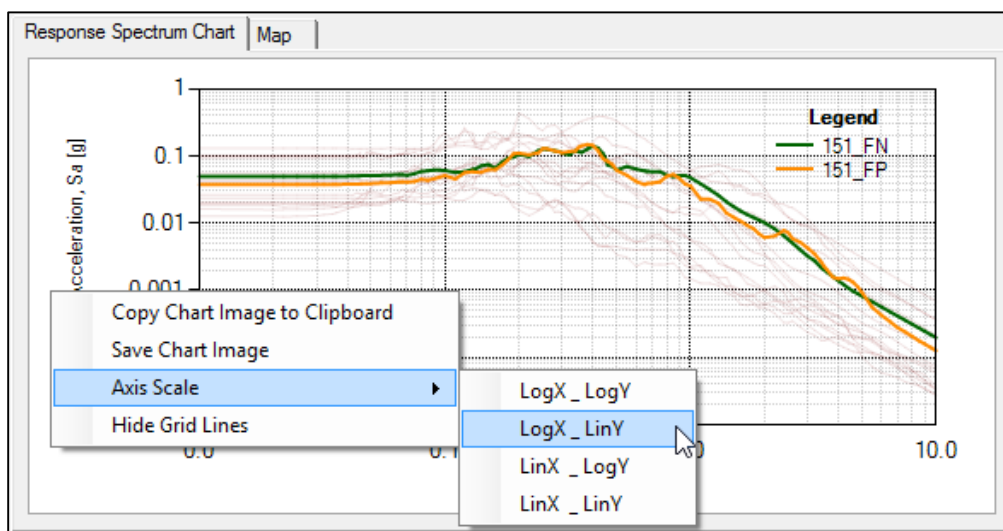 Response Spectrum Chart
Map
1
0.1
0.01
0.001
Acceleration, Sa [g]
Legend
151_FN
151_FP
Copy Chart Image to Clipboard
Save Chart Image
Axis Scale
Hide Grid Lines
LogX _ LogY
LogX _ LinY
LinX _ LogY
LinX _ LinY
0.0
0.1
10.0